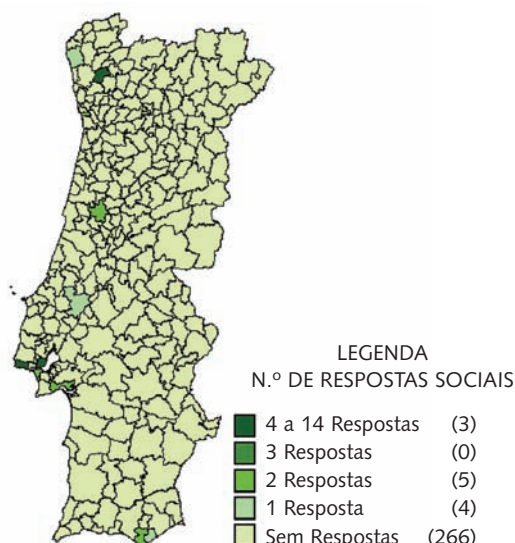 LEGENDA
N.º DE RESPOSTAS SOCIAIS
4 a 14 Respostas (3)
3 Respostas (0)
2 Respostas (5)
1 Resposta (4)
Sem Respostas (266)